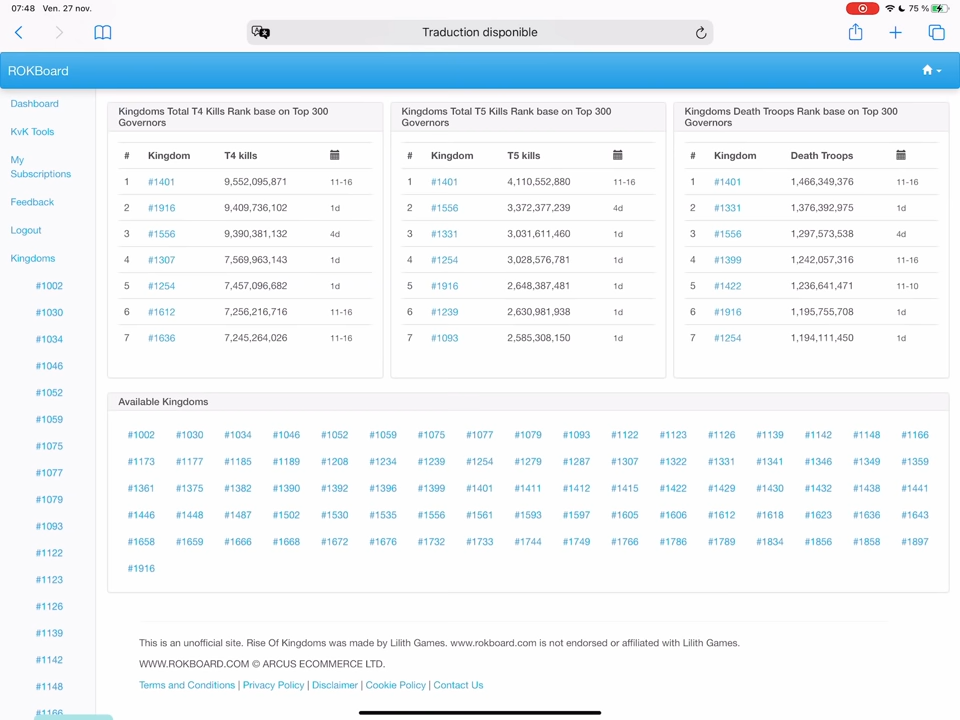 07:48 Ven. 27 nov.
75 %
Traduction disponible
ROKBoard
Dashboard
KvK Tools
My
Subscriptions
Feedback
Logout
Kingdoms
#1002
#1030
#1034
#1046
#1052
#1059
#1075
#1077
#1079
#1093
#1122
#1123
#1126
#1139
#1142
#1148
#1166
Kingdoms Total T4 Kills Rank base on Top 300
Governors
# Kingdom T4 kills
1 #1401 9,552,095,871 11-16
2 #1916 9,409,736,102 1d
3 #1556 9,390,381,132 4d
4 #1307 7,569,963,143 1d
5 #1254 7,457,096,682 1d
6 #1612 7,256,216,716 11-16
7 #1636 7,245,264,026 11-16
Kingdoms Total T5 Kills Rank base on Top 300
Governors
# Kingdom T5 kills
1 #1401 4,110,552,880 11-16
2 #1556 3,372,377,239 4d
3 #1331 3,031,611,460 1d
4 #1254 3,028,576,781 1d
5 #1916 2,648,387,481 1d
6 #1239 2,630,981,938 1d
7 #1093 2,585,308,150 1d
Kingdoms Death Troops Rank base on Top 300
Governors
# Kingdom Death Troops
1 #1401 1,466,349,376 11-16
2 #1331 1,376,392,975 1d
3 #1556 1,297,573,538 4d
4 #1399 1,242,057,316 11-16
5 #1422 1,236,641,471 11-10
6 #1916 1,195,755,708 1d
7 #1254 1,194,111,450 1d
Available Kingdoms
#1002 #1030 #1034 #1046 #1052 #1059 #1075 #1077 #1079 #1093 #1122 #1123 #1126 #1139 #1142 #1148 #1166
#1173 #1177 #1185 #1189 #1208 #1234 #1239 #1254 #1279 #1287 #1307 #1322 #1331 #1341 #1346 #1349 #1359
#1361 #1375 #1382 #1390 #1392 #1396 #1399 #1401 #1411 #1412 #1415 #1422 #1429 #1430 #1432 #1438 #1441
#1446 #1448 #1487 #1502 #1530 #1535 #1556 #1561 #1593 #1597 #1605 #1606 #1612 #1618 #1623 #1636 #1643
#1658 #1659 #1666 #1668 #1672 #1676 #1732 #1733 #1744 #1749 #1766 #1786 #1789 #1834 #1856 #1858 #1897
#1916
This is an unofficial site. Rise Of Kingdoms was made by Lilith Games. www.rokboard.com is not endorsed or affiliated with Lilith Games.
WWW.ROKBOARD.COM © ARCUS ECOMMERCE LTD.
Terms and Conditions | Privacy Policy | Disclaimer | Cookie Policy | Contact Us